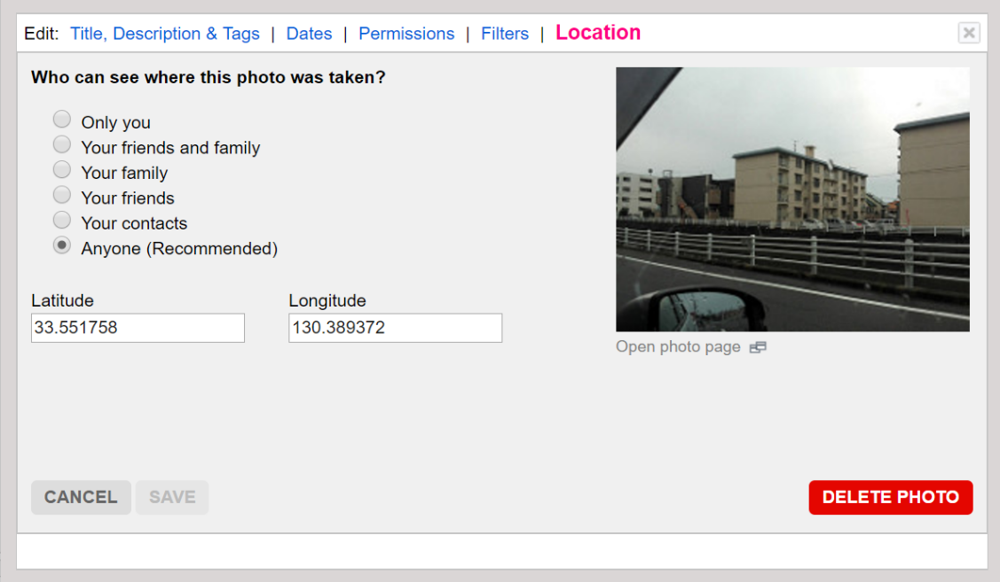 Edit: Title, Description & Tags | Dates | Permissions | Filters | Location
Who can see where this photo was taken?
Only you
Your friends and family
Your family
Your friends
Your contacts
Anyone (Recommended)
Latitude Longitude
33.551758 130.389372
Open photo page
CANCEL SAVE DELETE PHOTO